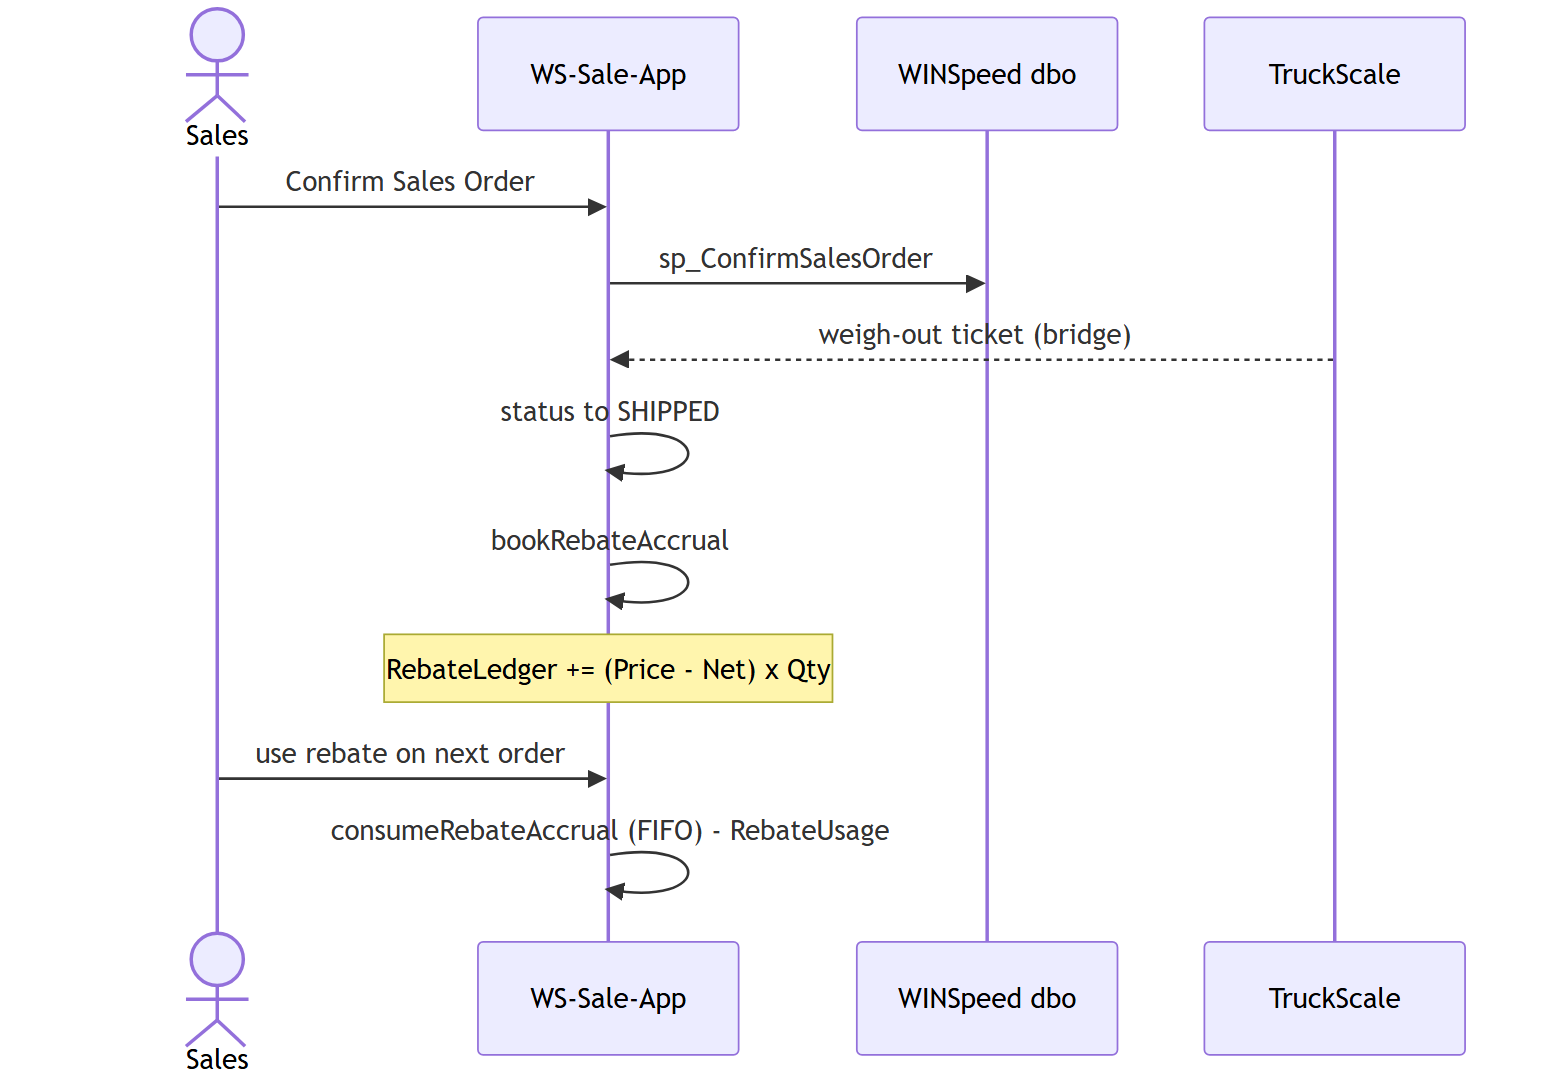 Sales
WS-Sale-App
WINSpeed dbo
TruckScale
Confirm Sales Order
sp_ConfirmSalesOrder
weigh-out ticket (bridge)
status to SHIPPED
bookRebateAccrual
RebateLedger += (Price - Net) x Qty
use rebate on next order
consumeRebateAccrual (FIFO) - RebateUsage
Sales
WS-Sale-App
WINSpeed dbo
TruckScale